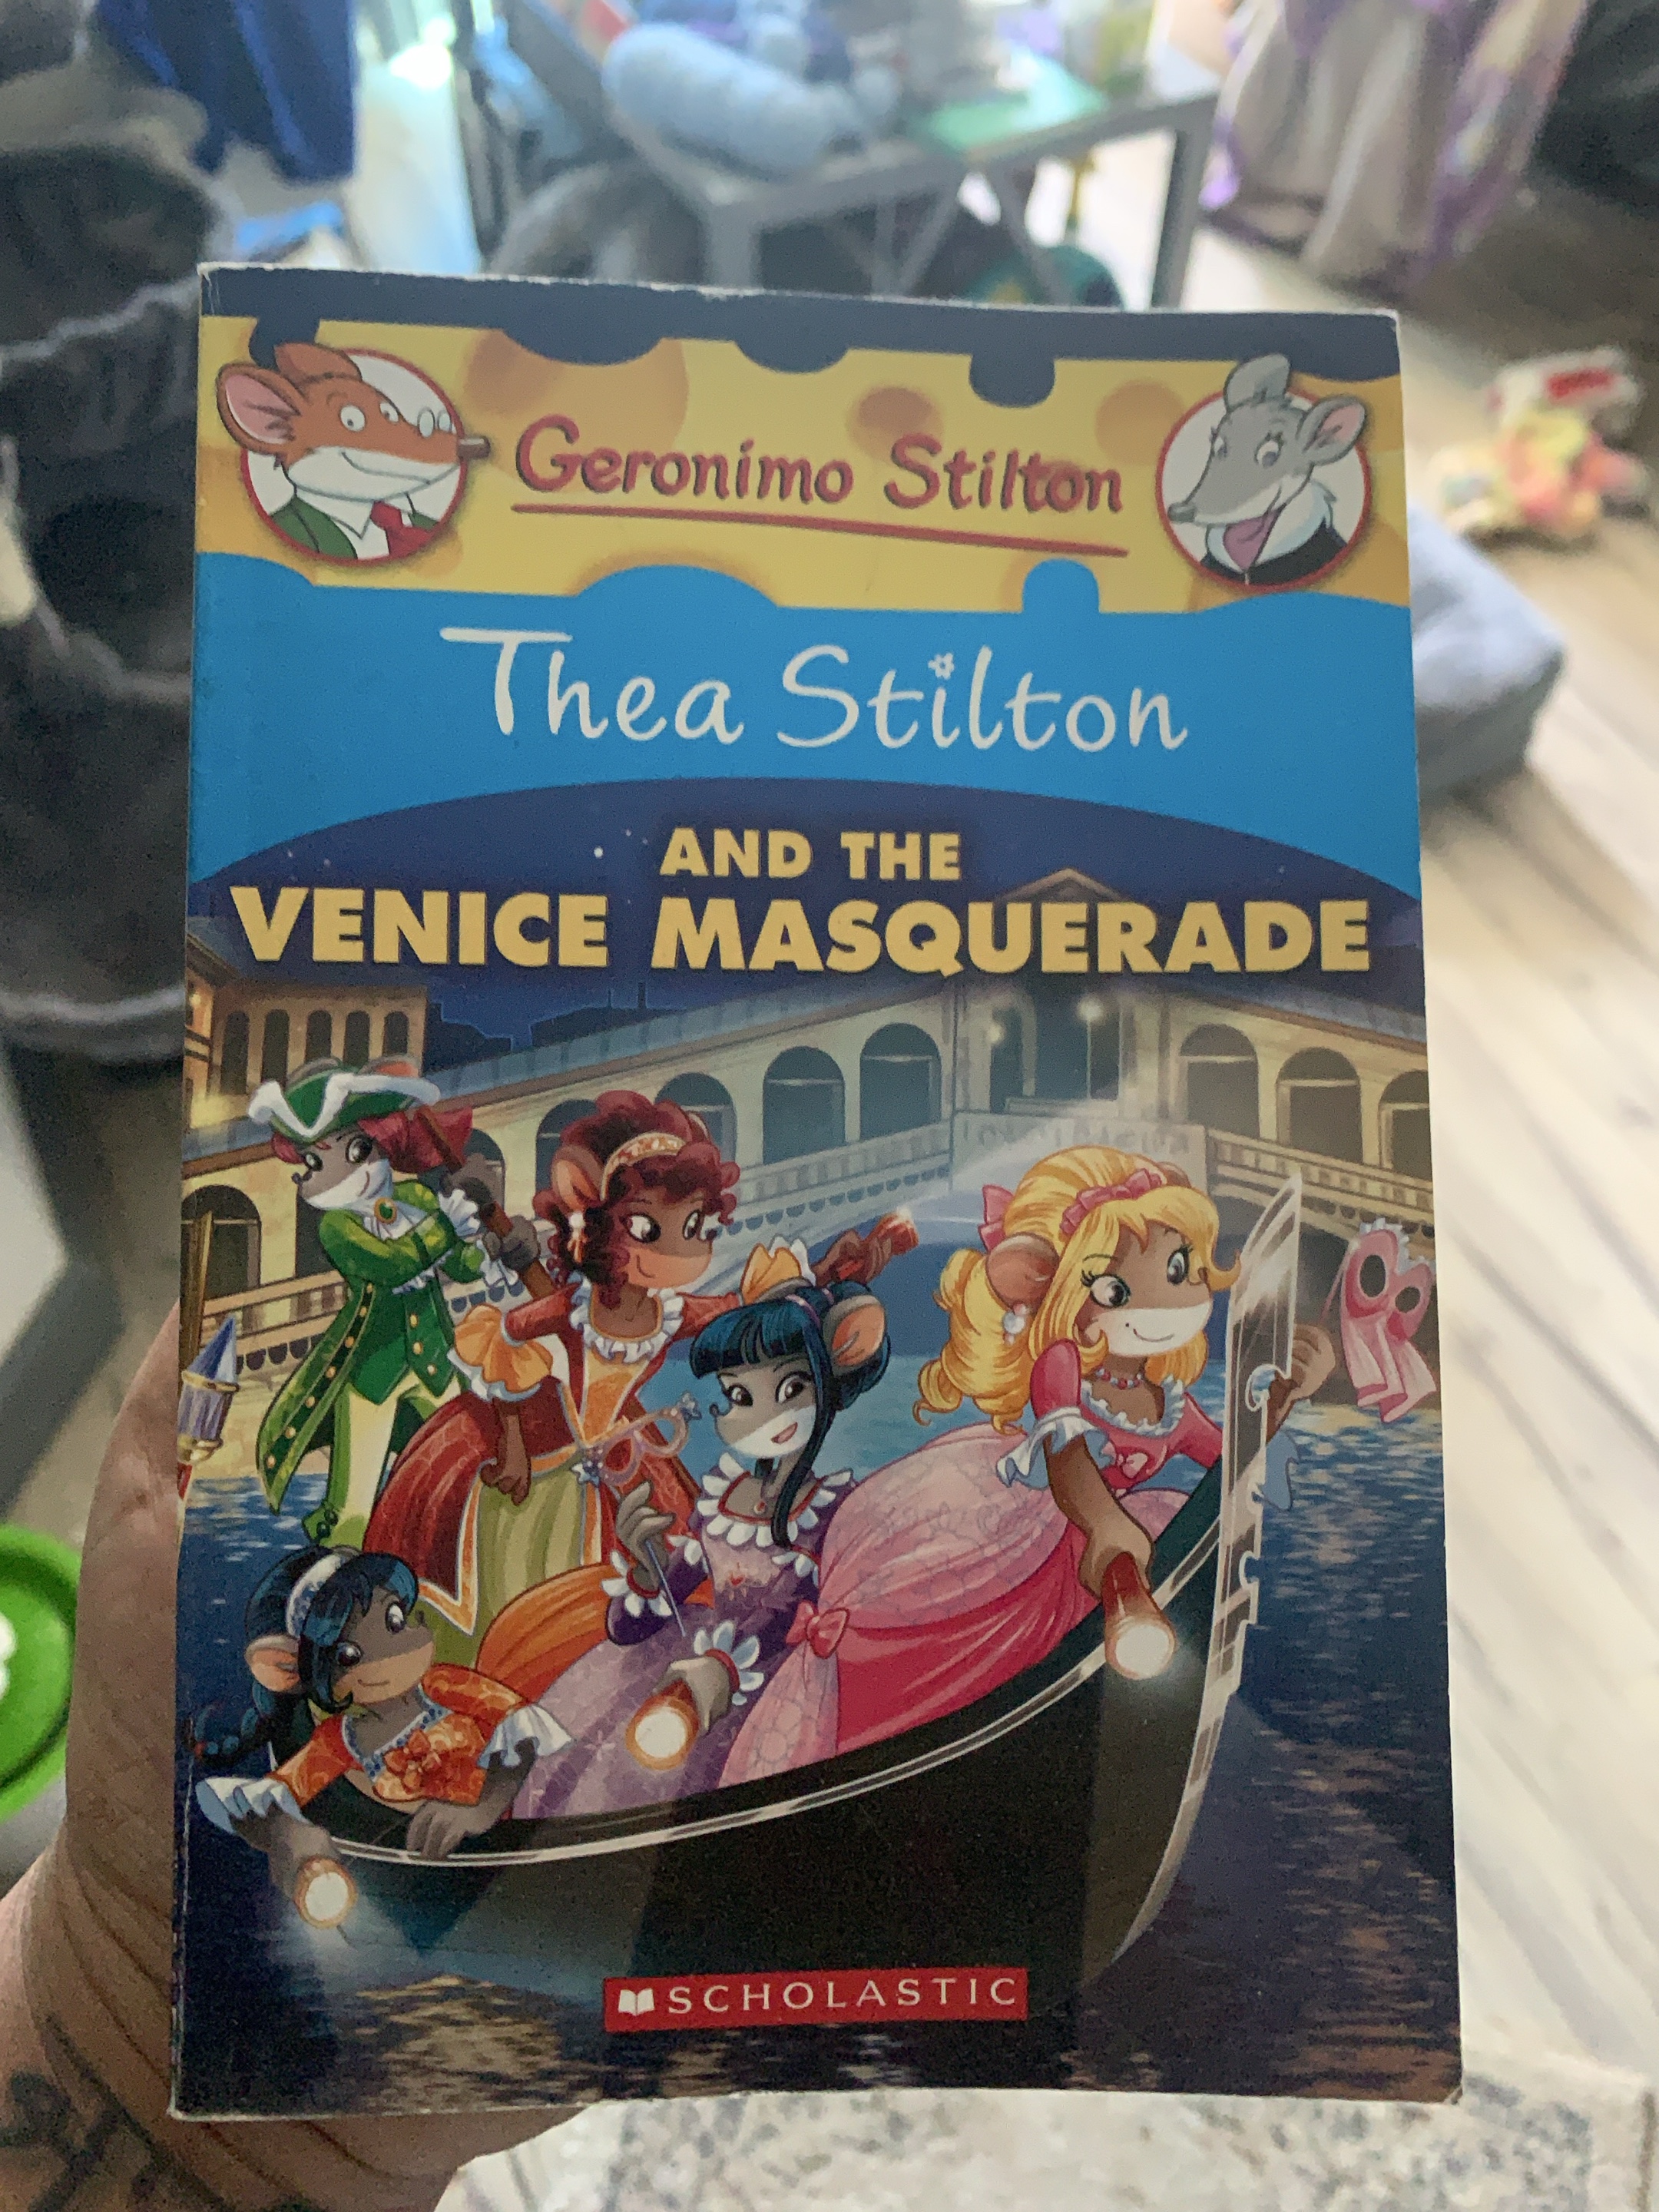 Geronimo Stilton
Thea Stilton
AND THE
VENICE MASQUERADE
SCHOLASTIC